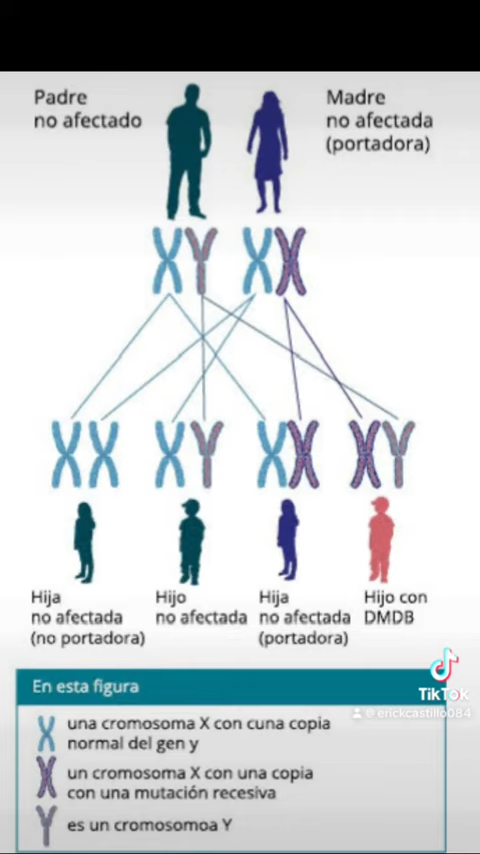 Padre
no afectado
Madre
no afectada
(portadora)
Hija
no afectada
(no portadora)
Hijo
no afectado
Hija
no afectada
(portadora)
Hijo con
DMDB
En esta figura
una cromosoma X con cuna copia
normal del gen y
un cromosoma X con una copia
con una mutación recesiva
es un cromosomoa Y
TikTok
@erickcastillo084